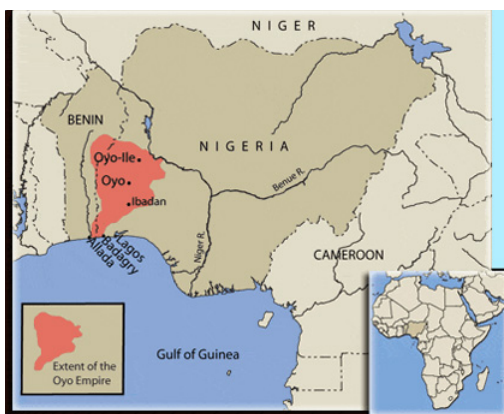 NIGER
BENIN
NIGERIA
Oyo-Ile
Oyo
Ibadan
Benue R.
Niger R.
Lagos
Badagry
Allada
CAMEROON
Gulf of Guinea
Extent of the
Oyo Empire